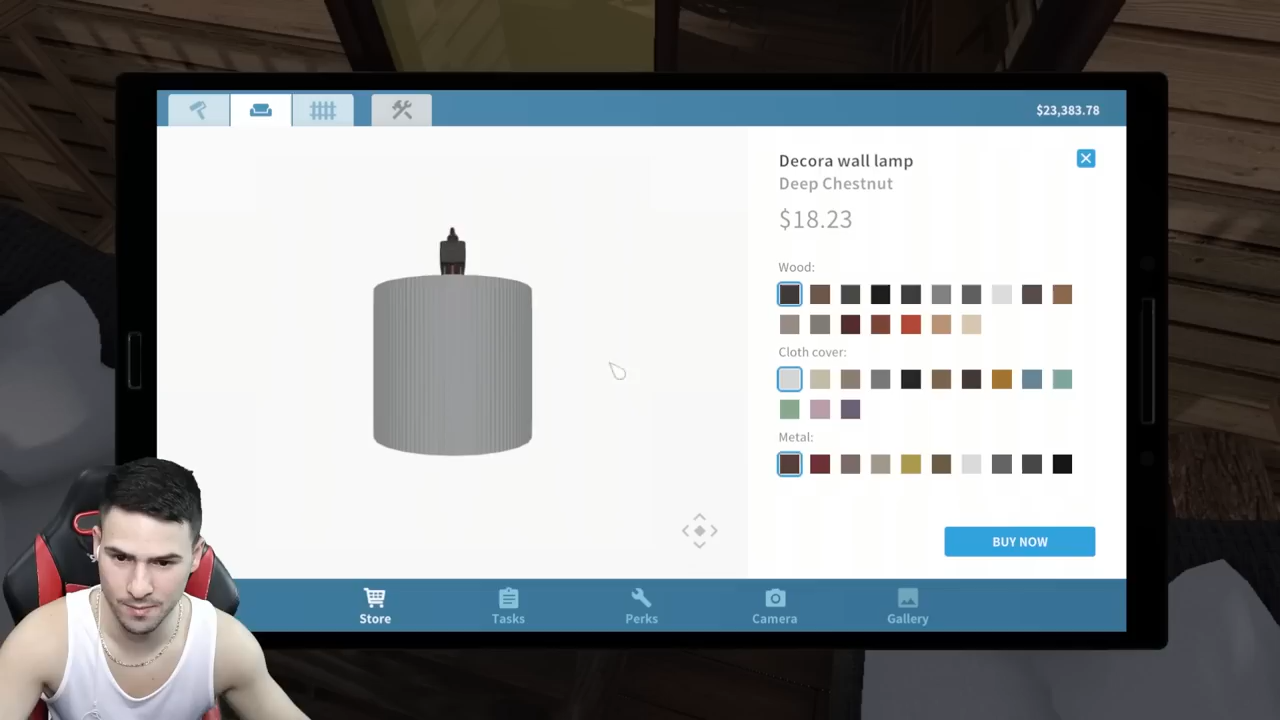 $23,383.78
Decora wall lamp
Deep Chestnut
$18.23
Wood:
Cloth cover:
Metal:
BUY NOW
Store
Tasks
Perks
Camera
Gallery